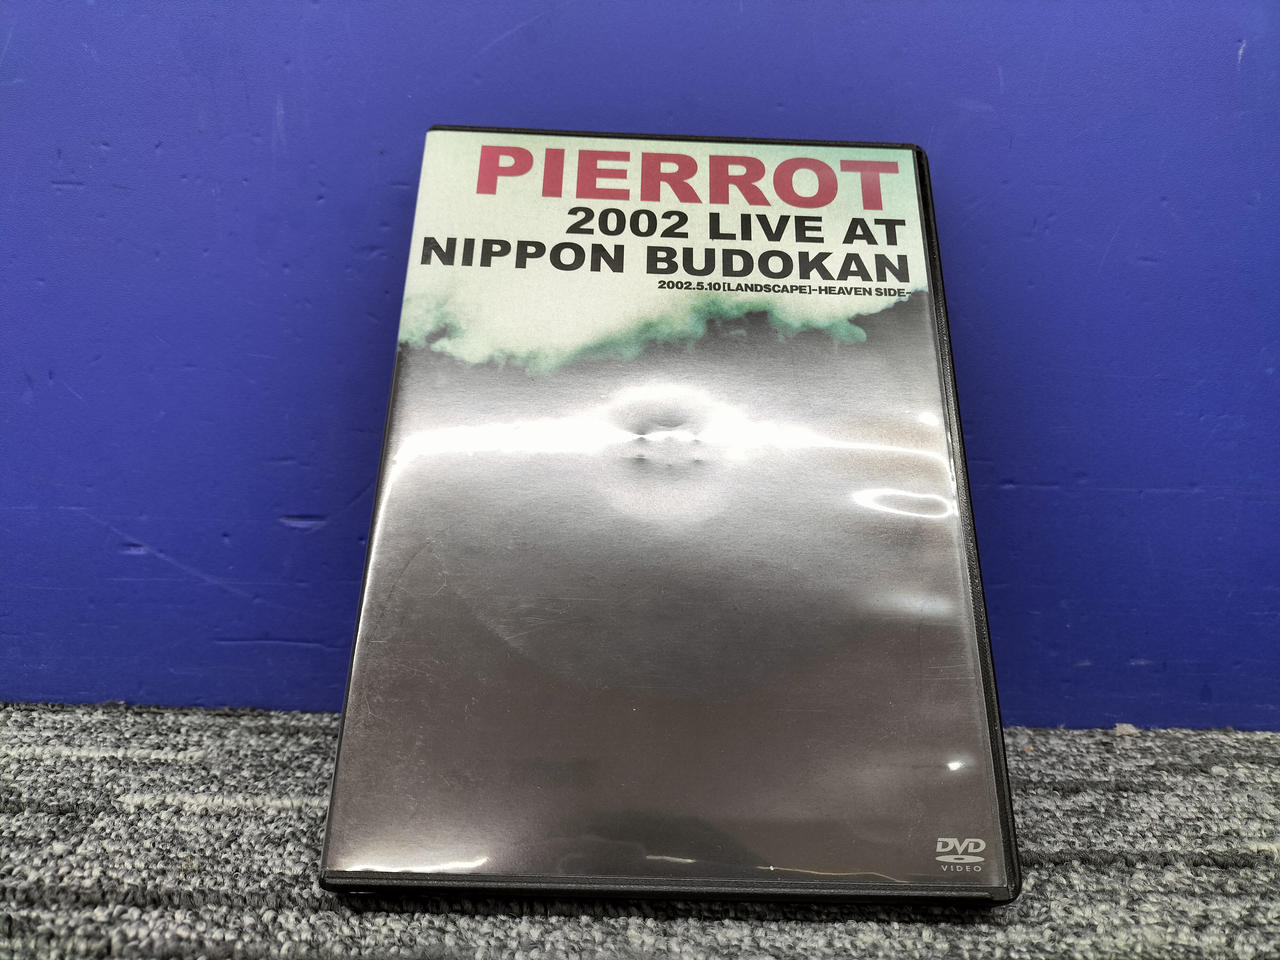 PIERROT
2002 LIVE AT
NIPPON BUDOKAN
2002.5.10[LANDSCAPE]-HEAVEN SIDE-
DVD
VIDEO